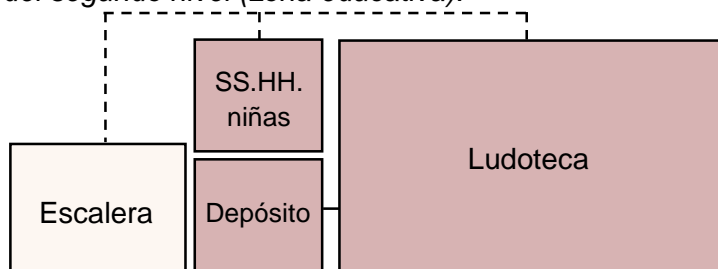 del segundo nivel (zona educativa).
SS.HH.
niñas
Ludoteca
Escalera
Depósito